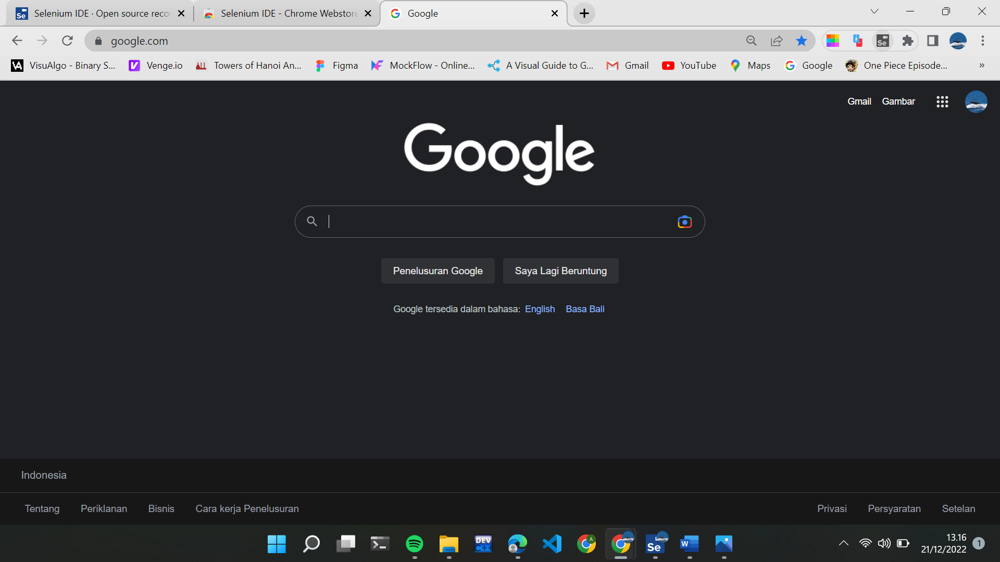 Selenium IDE · Open source reco
Selenium IDE - Chrome Webstore
Google
google.com
VisuAlgo - Binary S...
Venge.io
Towers of Hanoi An...
Figma
MockFlow - Online...
A Visual Guide to G...
Gmail
YouTube
Maps
Google
One Piece Episode...
»
Gmail
Gambar
Google
Penelusuran Google
Saya Lagi Beruntung
Google tersedia dalam bahasa: English Basa Bali
Indonesia
Tentang
Periklanan
Bisnis
Cara kerja Penelusuran
Privasi
Persyaratan
Setelan
DEV
C++
A
Se
W
13.16
21/12/2022
1